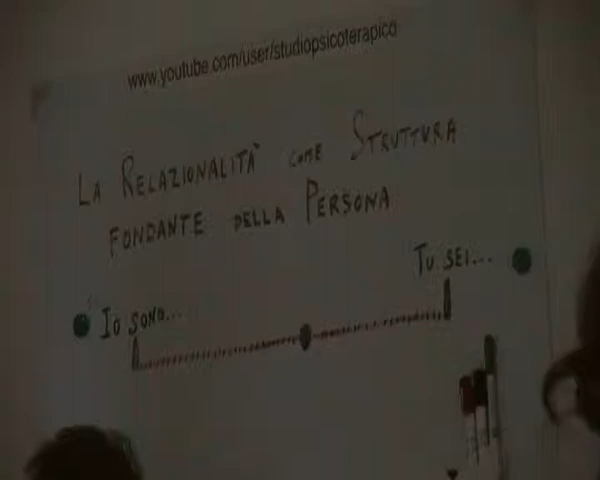 www.youtube.com/user/studiopsicoterapico
LA RELAZIONALITÀ COME STRUTTURA
FONDANTE DELLA PERSONA
TU SEI...
IO SONO...